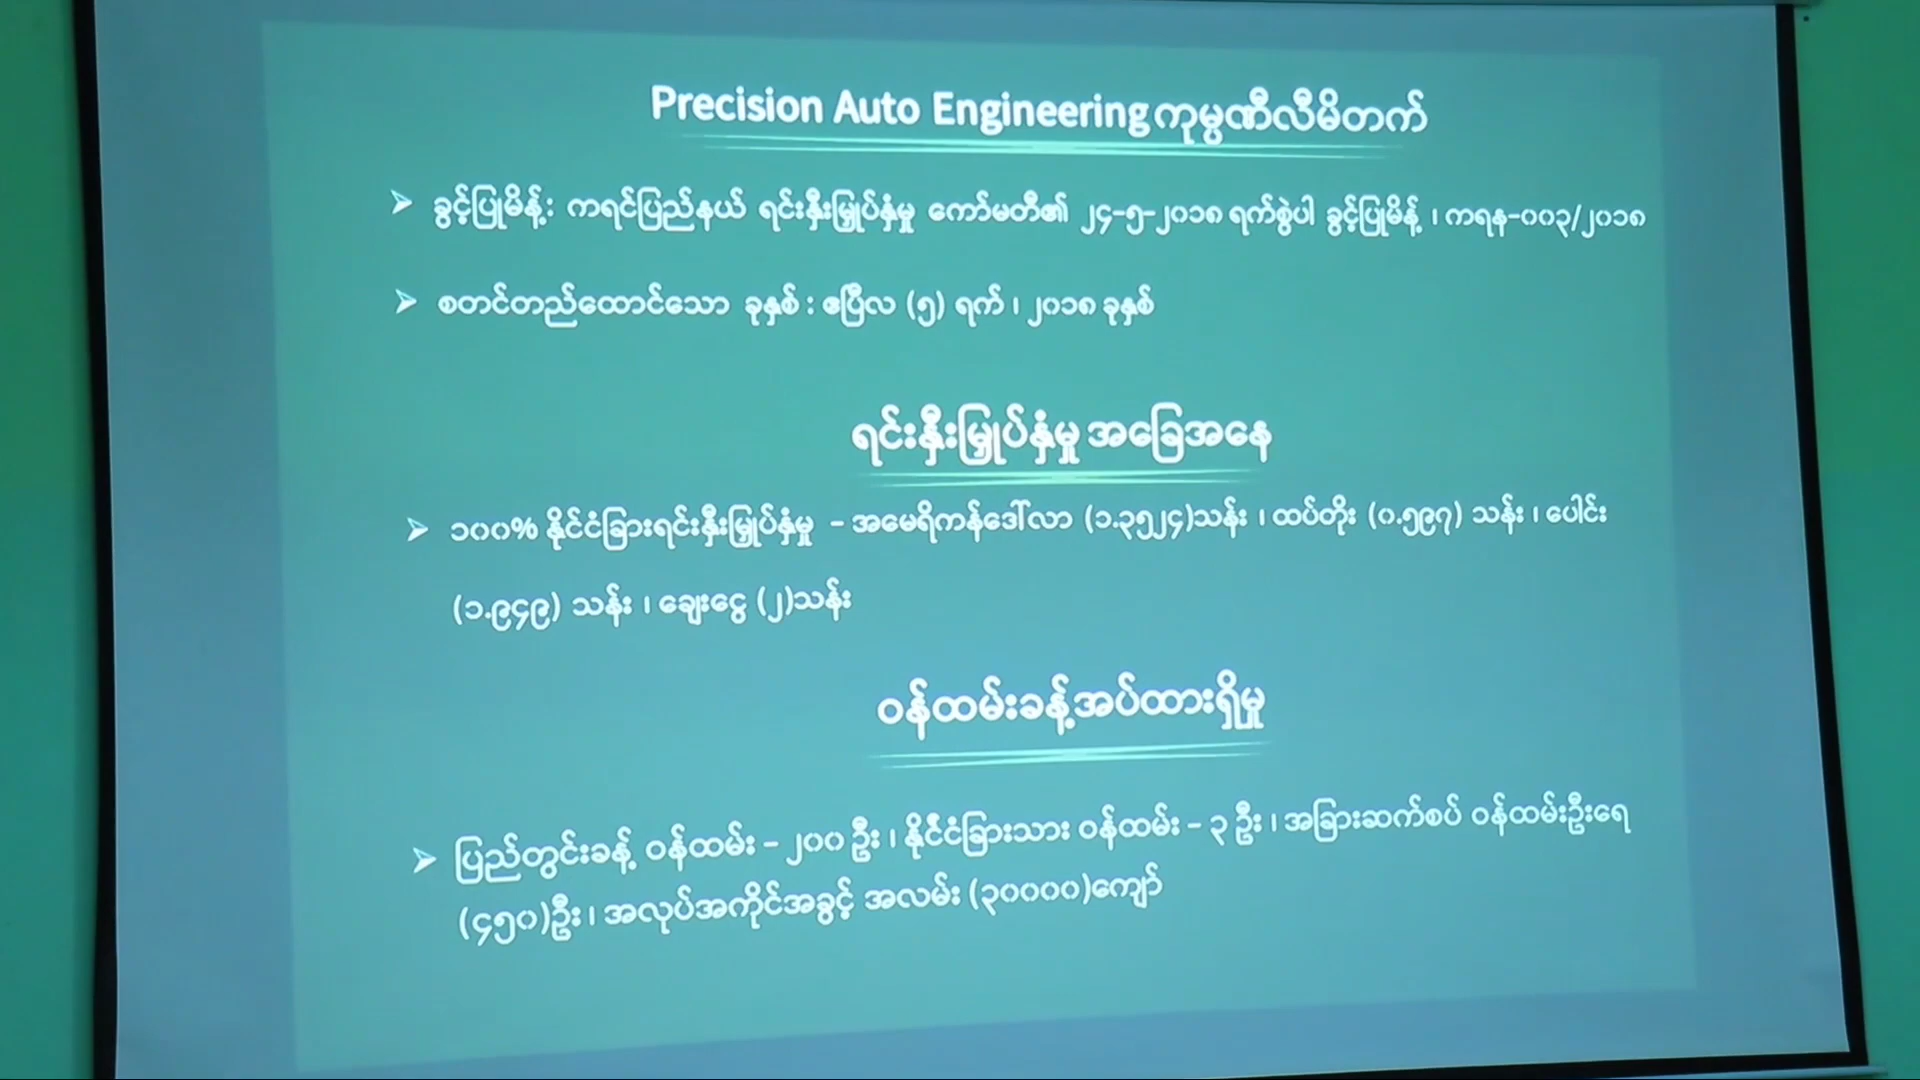 Precision Auto Engineeringကုမ္ပဏီလီမိတက်
➢ ခွင့်ပြုမိန့်: ကရင်ပြည်နယ် ရင်းနှီးမြှုပ်နှံမှု ကော်မတီ၏ ၂၄-၅-၂၀၁၈ ရက်စွဲပါ ခွင့်ပြုမိန့် ၊ ကရန-၀၀၃/၂၀၁၈
➢ စတင်တည်ထောင်သော ခုနှစ် : ဧပြီလ (၅) ရက် ၊ ၂၀၁၈ ခုနှစ်
ရင်းနှီးမြှုပ်နှံမှု အခြေအနေ
➢ ၁၀၀% နိုင်ငံခြားရင်းနှီးမြှုပ်နှံမှု - အမေရိကန်ဒေါ်လာ (၁.၃၅၂၄)သန်း ၊ ထပ်တိုး (၀.၅၉၇) သန်း ၊ ပေါင်း
(၁.၉၄၉) သန်း ၊ ချေးငွေ (၂)သန်း
ဝန်ထမ်းခန့်အပ်ထားရှိမှု
➢ ပြည်တွင်းခန့် ဝန်ထမ်း - ၂၀၀ ဦး ၊ နိုင်ငံခြားသား ဝန်ထမ်း - ၃ ဦး ၊ အခြားဆက်စပ် ဝန်ထမ်းဦးရေ
(၄၅၀)ဦး ၊ အလုပ်အကိုင်အခွင့် အလမ်း (၃၀၀၀၀)ကျော်